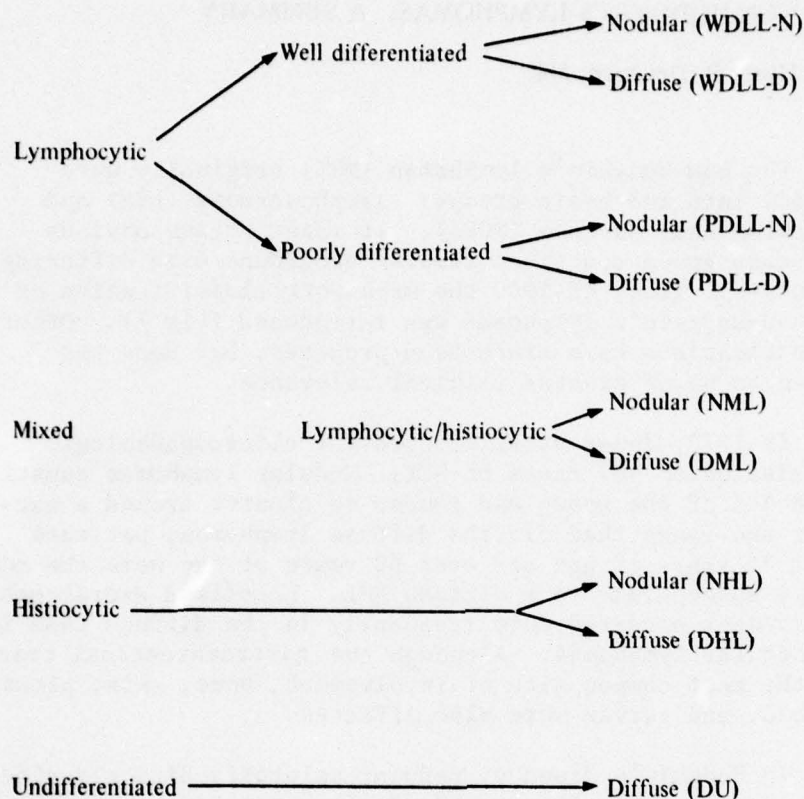 Nodular (WDLL-N)
Well differentiated
Diffuse (WDLL-D)
Lymphocytic
Nodular (PDLL-N)
Poorly differentiated
Diffuse (PDLL-D)
Nodular (NML)
Mixed Lymphocytic/histiocytic
Diffuse (DML)
Nodular (NHL)
Histiocytic
Diffuse (DHL)
Undifferentiated Diffuse (DU)